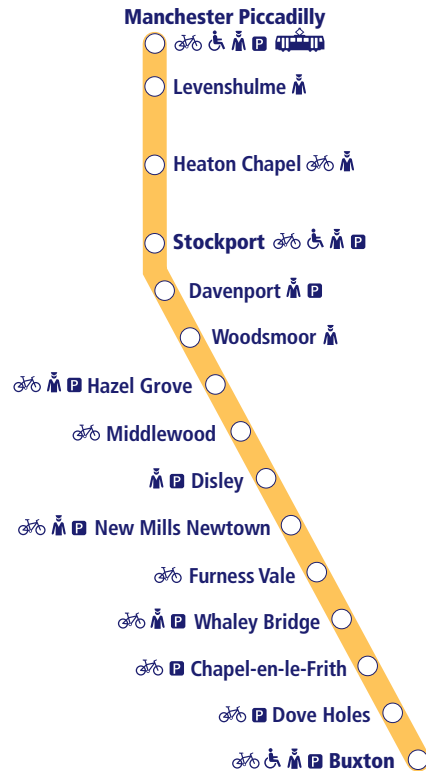 Manchester Piccadilly
P
Levenshulme
Heaton Chapel
Stockport P
Davenport P
Woodsmoor
P Hazel Grove
Middlewood
P Disley
P New Mills Newtown
Furness Vale
P Whaley Bridge
P Chapel-en-le-Frith
P Dove Holes
P Buxton